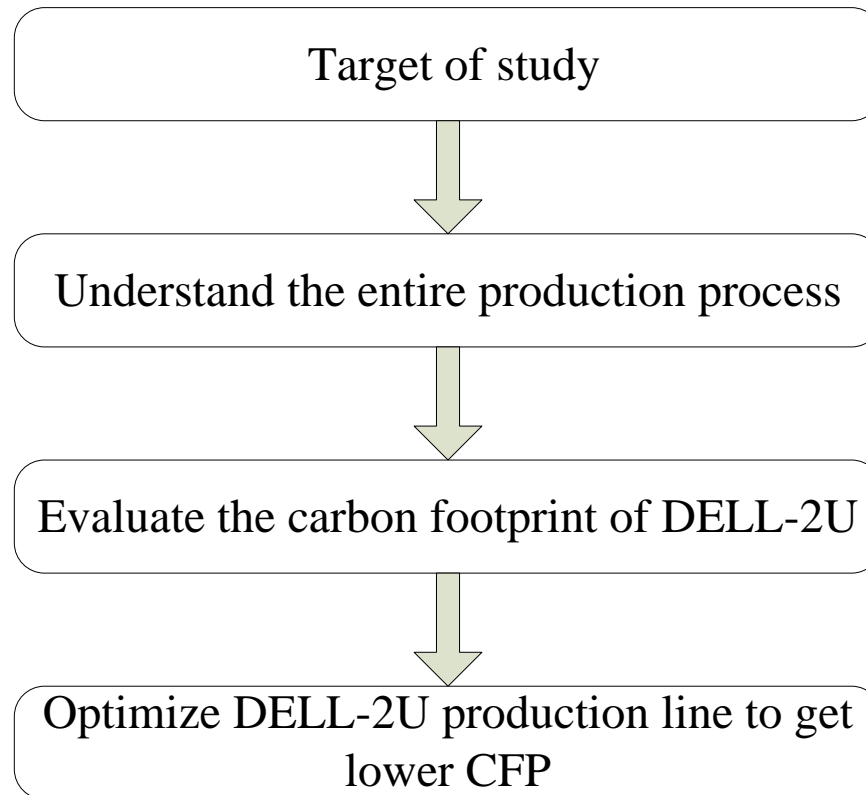 Target of study
Understand the entire production process
Evaluate the carbon footprint of DELL-2U
Optimize DELL-2U production line to get
lower CFP